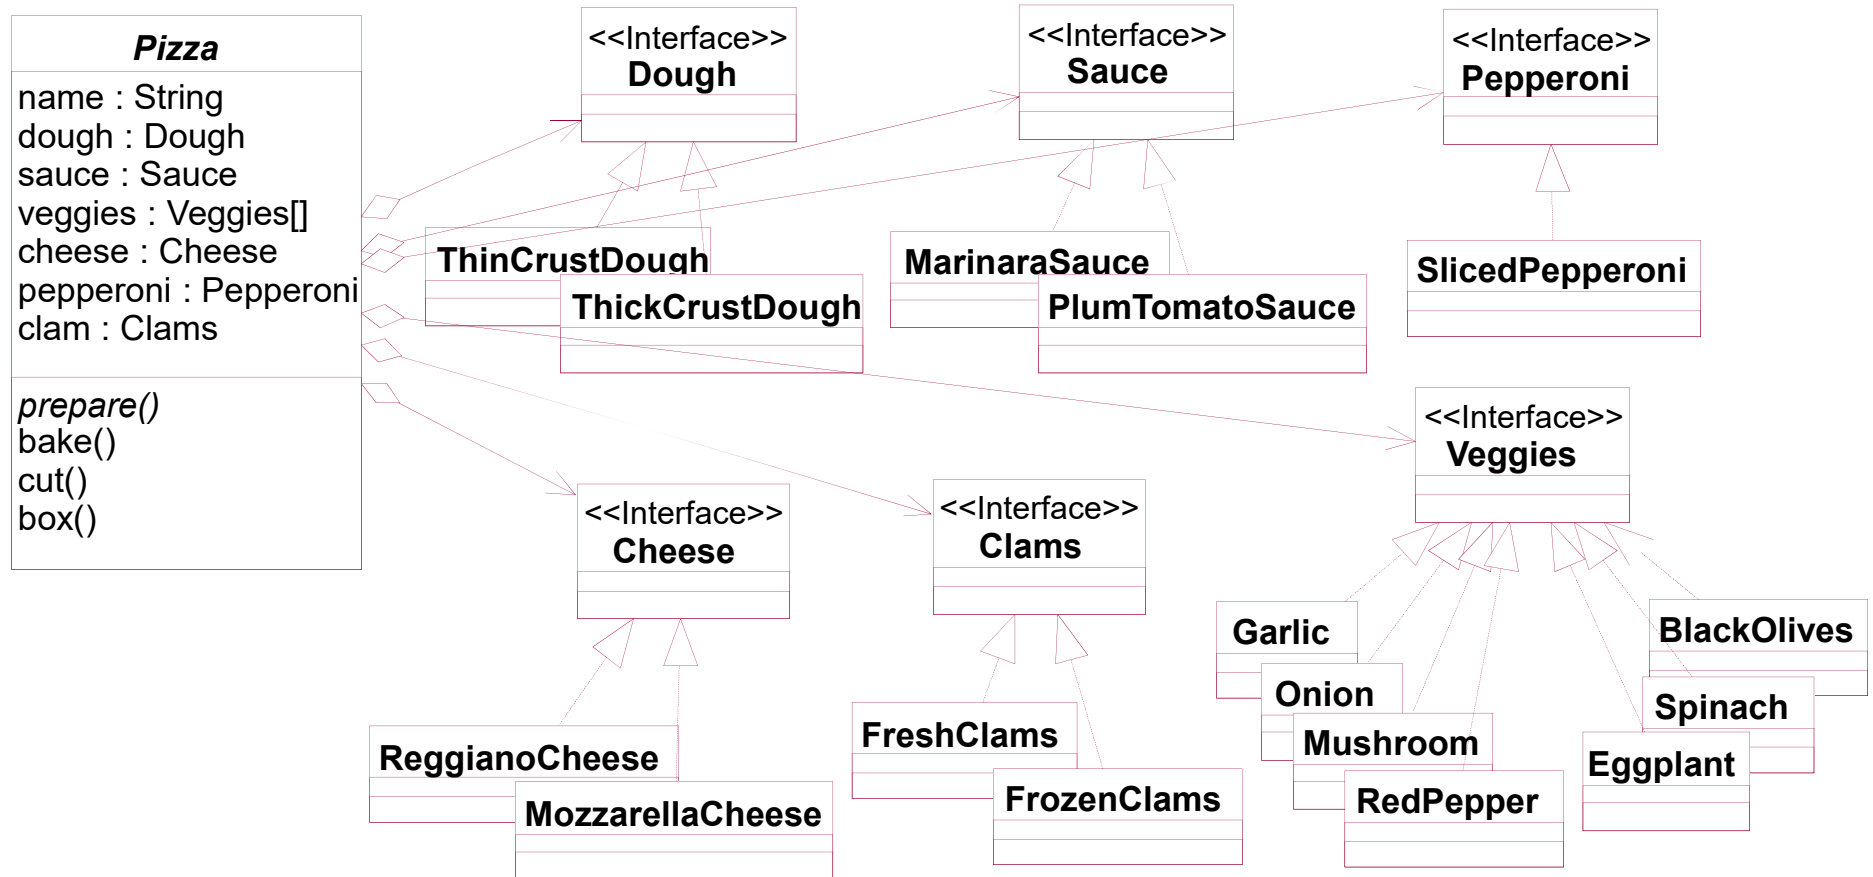 Pizza
name : String
dough : Dough
sauce : Sauce
veggies : Veggies[]
cheese : Cheese
pepperoni : Pepperoni
clam : Clams
prepare()
bake()
cut()
box()
<<Interface>>
Dough
<<Interface>>
Sauce
<<Interface>>
Pepperoni
ThinCrustDough
ThickCrustDough
MarinaraSauce
PlumTomatoSauce
SlicedPepperoni
<<Interface>>
Cheese
<<Interface>>
Clams
<<Interface>>
Veggies
ReggianoCheese
MozzarellaCheese
FreshClams
FrozenClams
Garlic
Onion
Mushroom
RedPepper
BlackOlives
Spinach
Eggplant